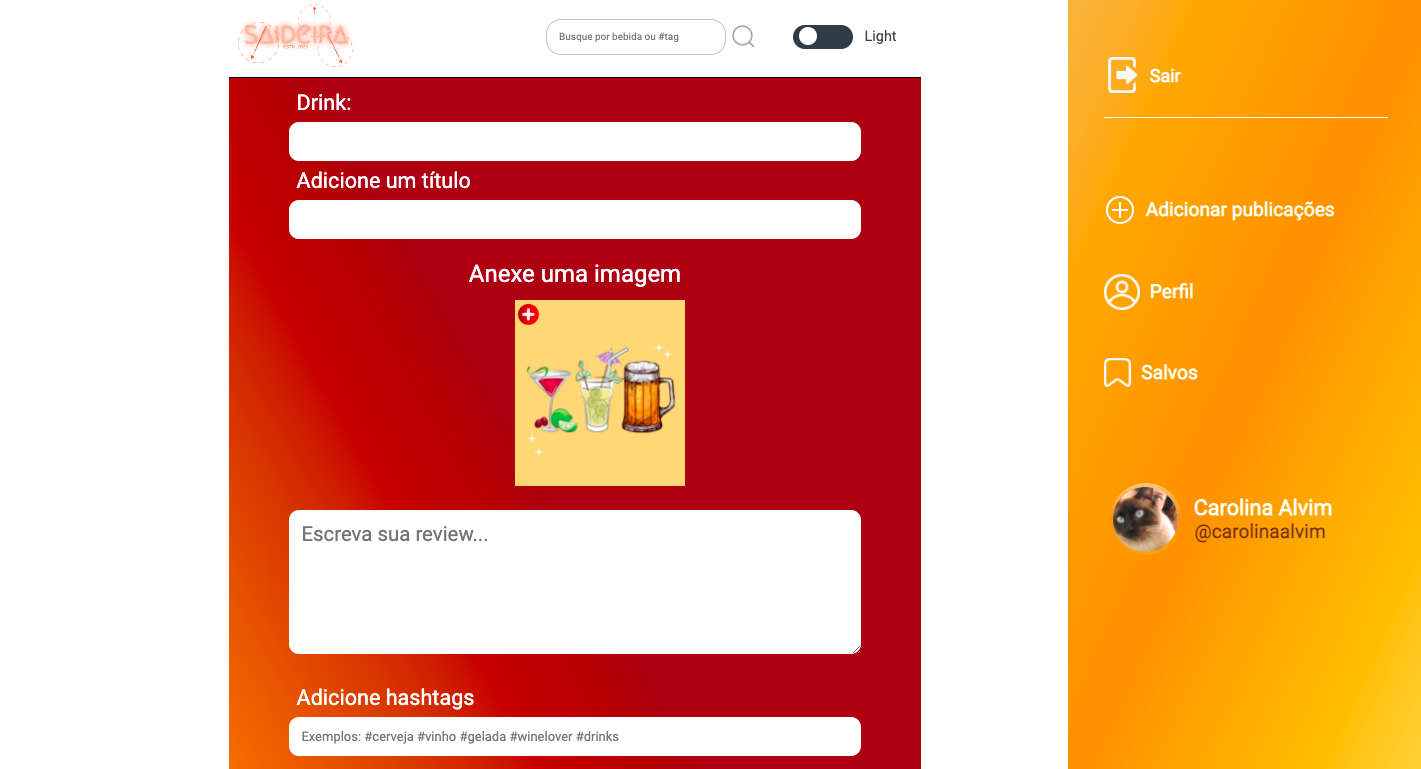 SAIDEIRA
ESTD 2021
Busque por bebida ou #tag
Light
Drink:
Adicione um título
Anexe uma imagem
Escreva sua review...
Adicione hashtags
Exemplos: #cerveja #vinho #gelada #winelover #drinks
Sair
Adicionar publicações
Perfil
Salvos
Carolina Alvim
@carolinaalvim